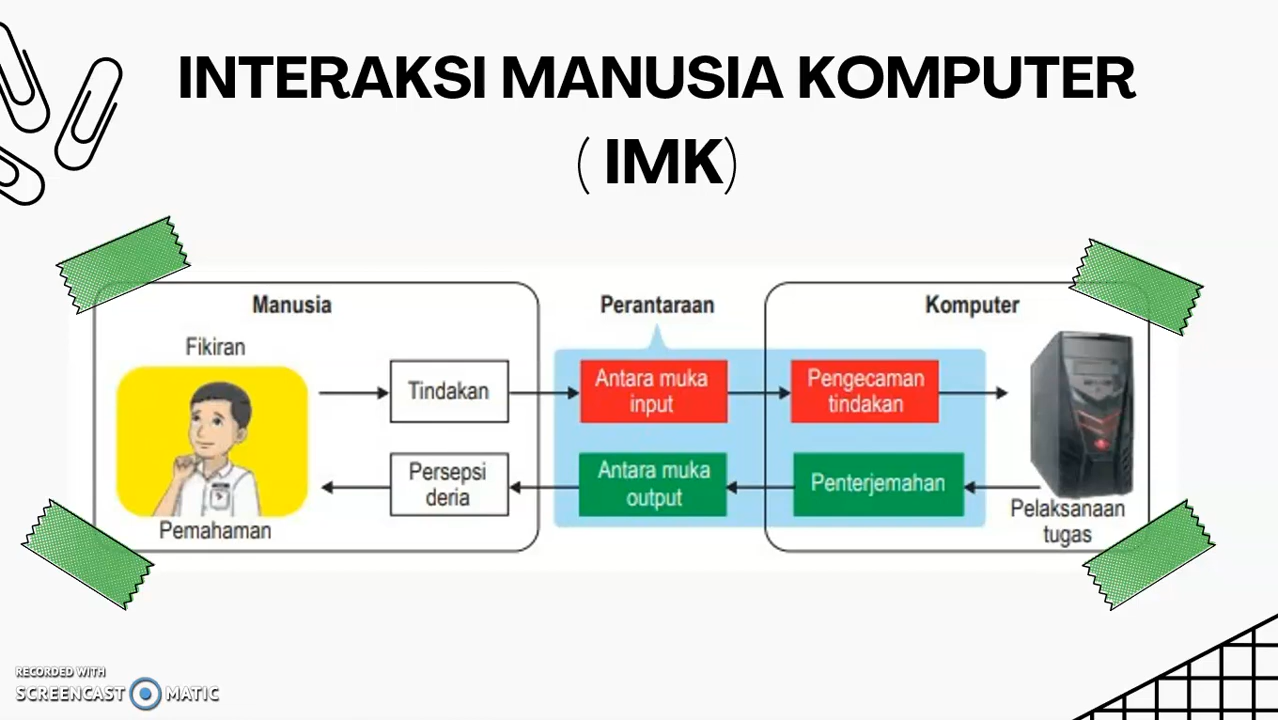 INTERAKSI MANUSIA KOMPUTER
( IMK)
Manusia
Perantaraan
Komputer
Fikiran
Tindakan
Antara muka
input
Pengecaman
tindakan
Persepsi
deria
Antara muka
output
Penterjemahan
Pemahaman
Pelaksanaan
tugas
RECORDED WITH
SCREENCAST MATIC